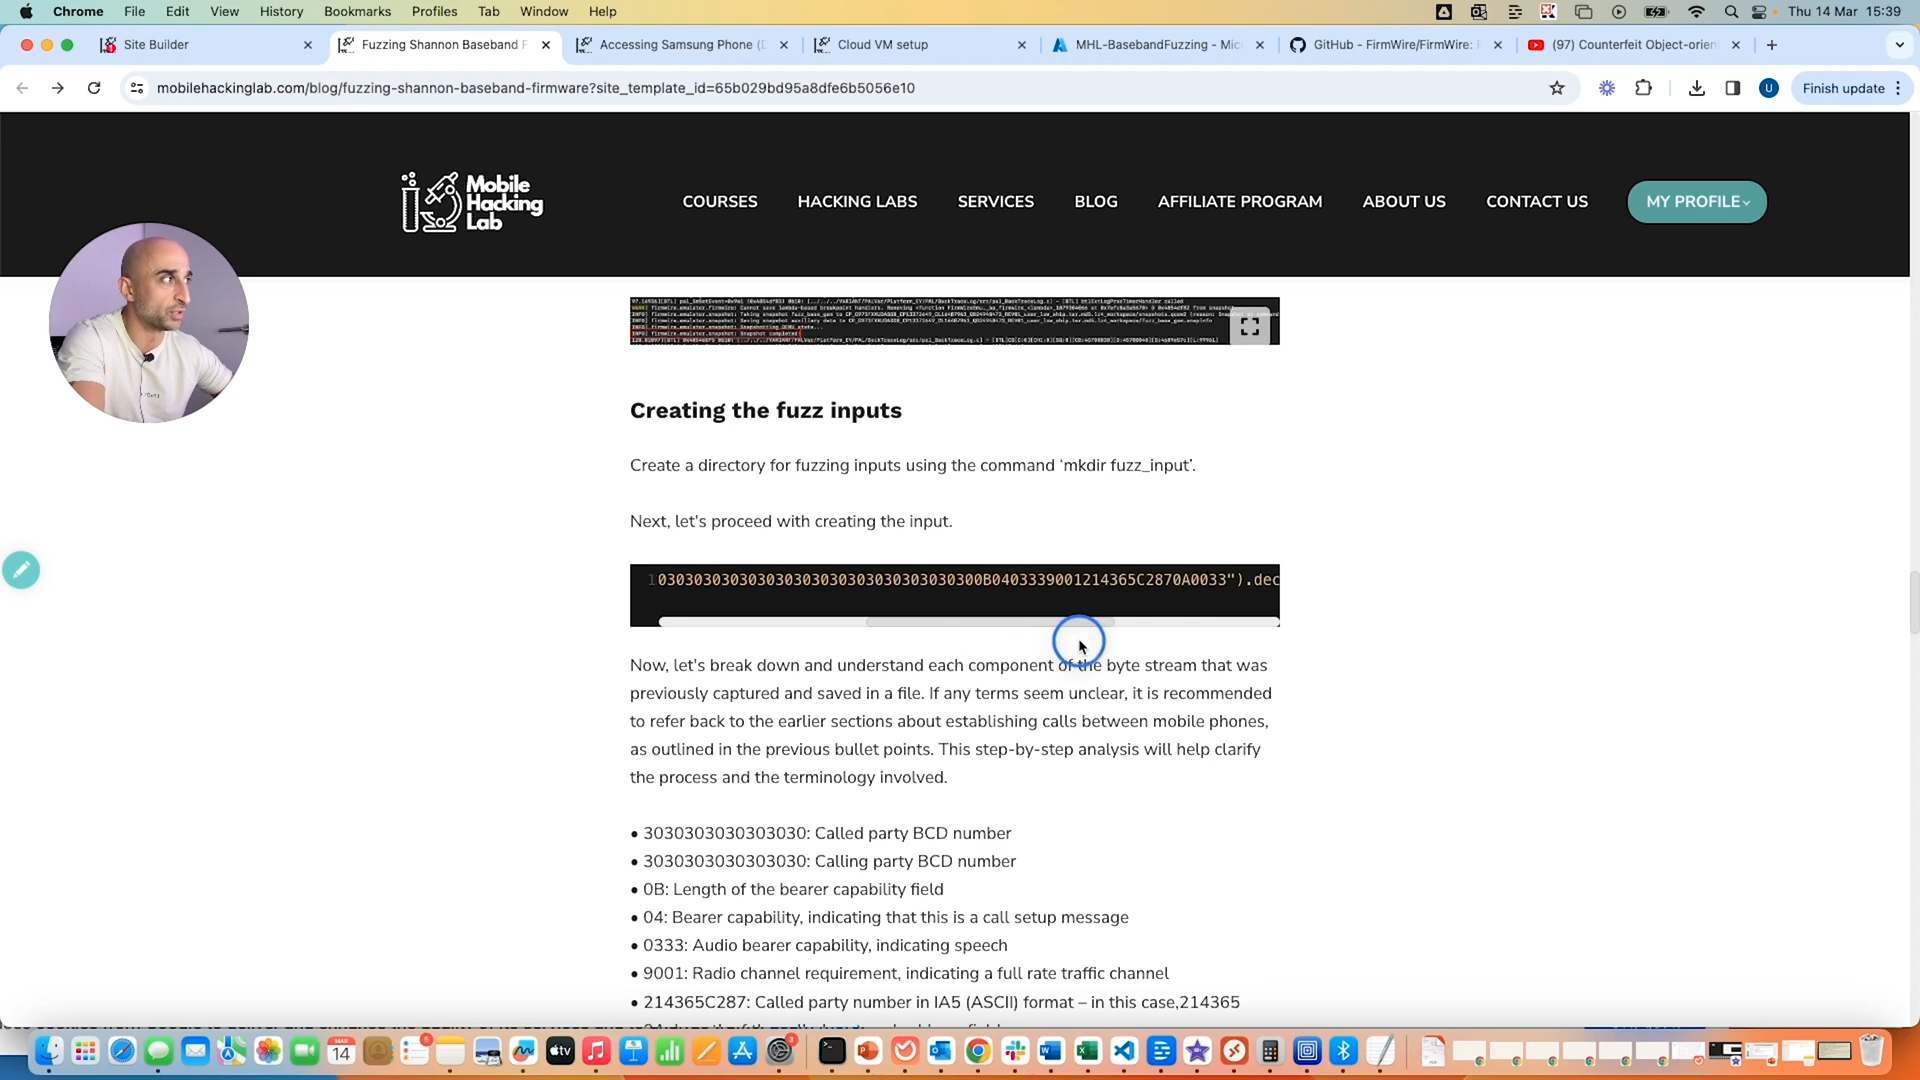 Chrome File Edit View History Bookmarks Profiles Tab Window Help Thu 14 Mar 15:39
Site Builder
Fuzzing Shannon Baseband F
Accessing Samsung Phone (D
Cloud VM setup
MHL-BasebandFuzzing - Mic
GitHub - FirmWire/FirmWire: F
(97) Counterfeit Object-orien
mobilehackinglab.com/blog/fuzzing-shannon-baseband-firmware?site_template_id=65b029bd95a8dfe6b5056e10
U
Finish update
Mobile
Hacking
Lab
COURSES HACKING LABS SERVICES BLOG AFFILIATE PROGRAM ABOUT US CONTACT US MY PROFILE
Creating the fuzz inputs
Create a directory for fuzzing inputs using the command ‘mkdir fuzz_input’.
Next, let's proceed with creating the input.
1 03030303030303030303030303030303030300B0403339001214365C2870A0033").dec
Now, let's break down and understand each component of the byte stream that was
previously captured and saved in a file. If any terms seem unclear, it is recommended
to refer back to the earlier sections about establishing calls between mobile phones,
as outlined in the previous bullet points. This step-by-step analysis will help clarify
the process and the terminology involved.
• 3030303030303030: Called party BCD number
• 3030303030303030: Calling party BCD number
• 0B: Length of the bearer capability field
• 04: Bearer capability, indicating that this is a call setup message
• 0333: Audio bearer capability, indicating speech
• 9001: Radio channel requirement, indicating a full rate traffic channel
• 214365C287: Called party number in IA5 (ASCII) format – in this case,214365
MAR
14